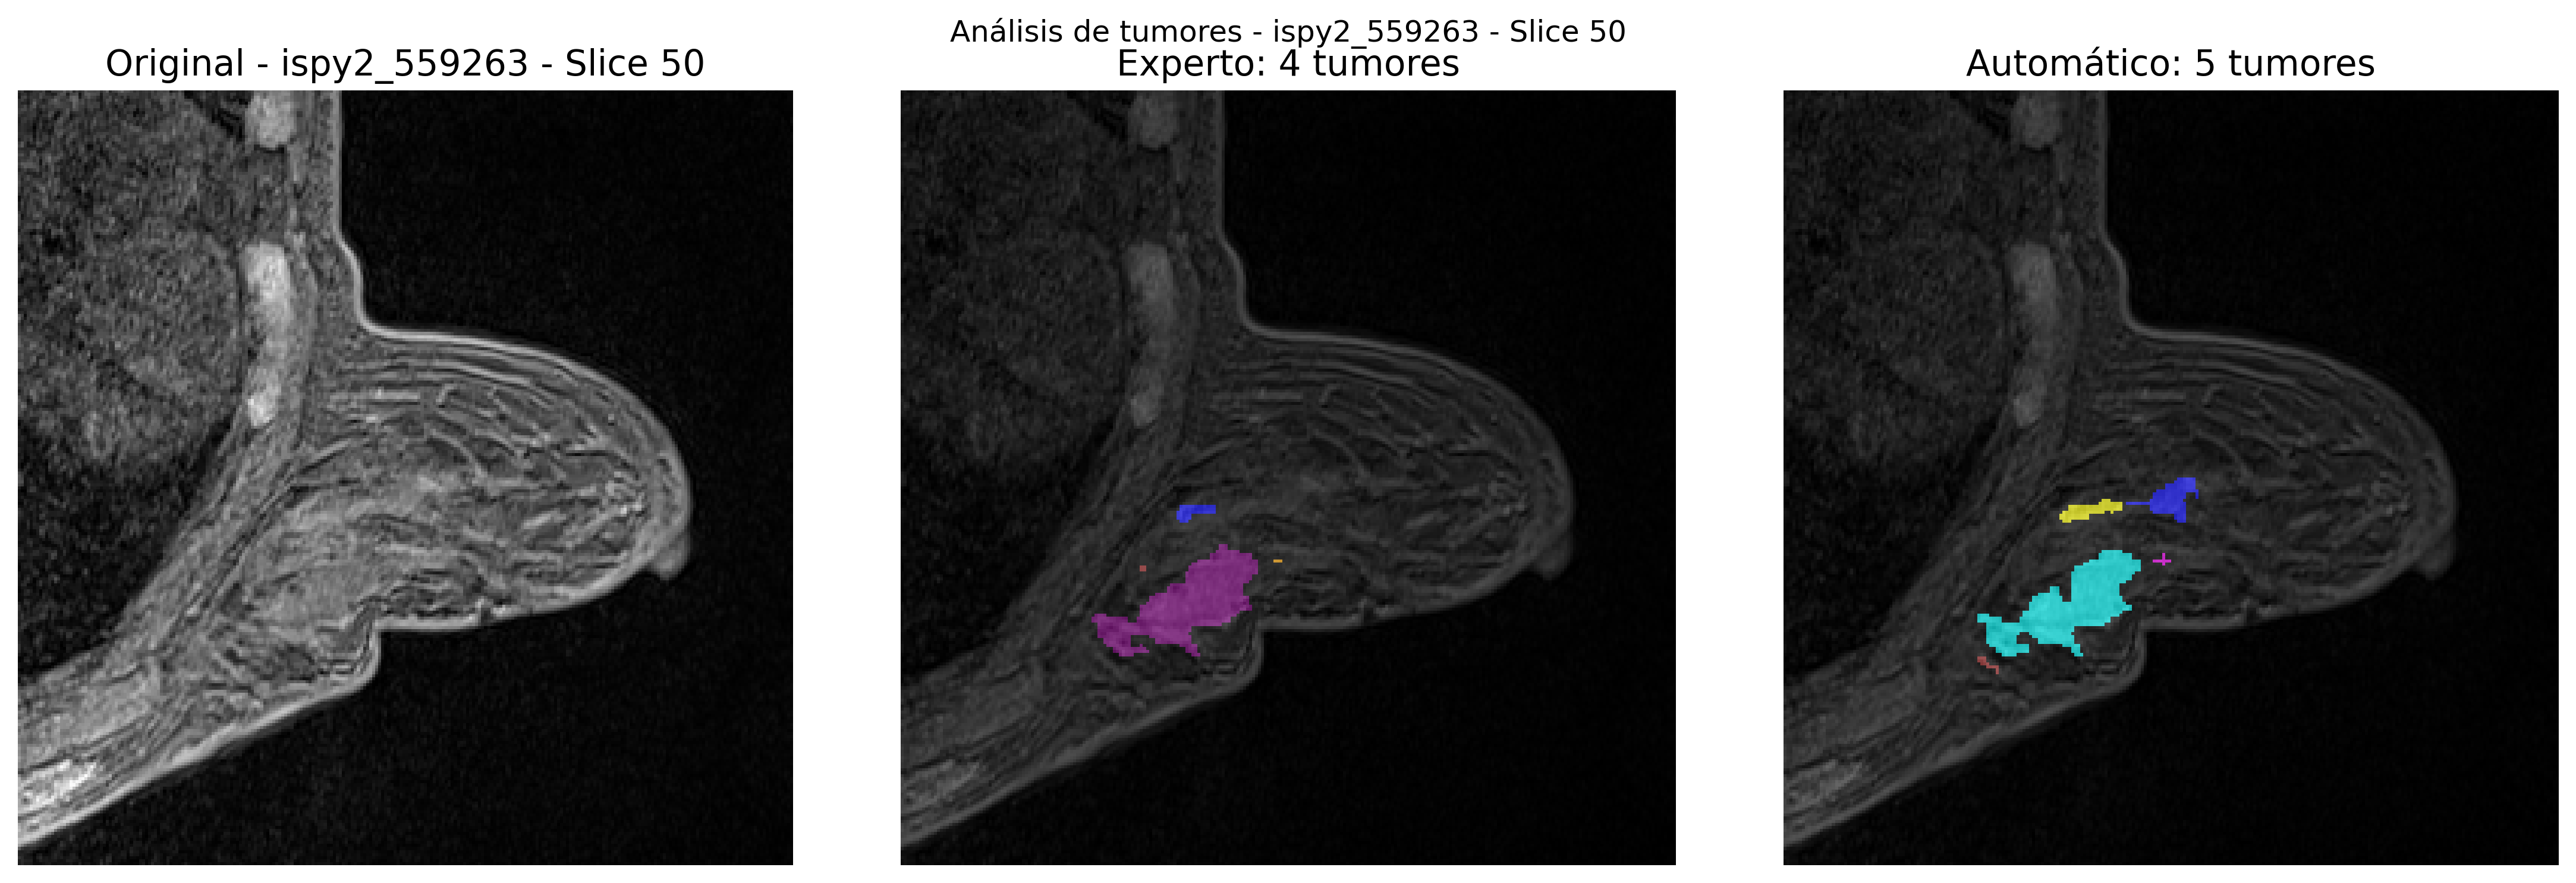 Análisis de tumores - ispy2_559263 - Slice 50
Original - ispy2_559263 - Slice 50
Experto: 4 tumores
Automático: 5 tumores